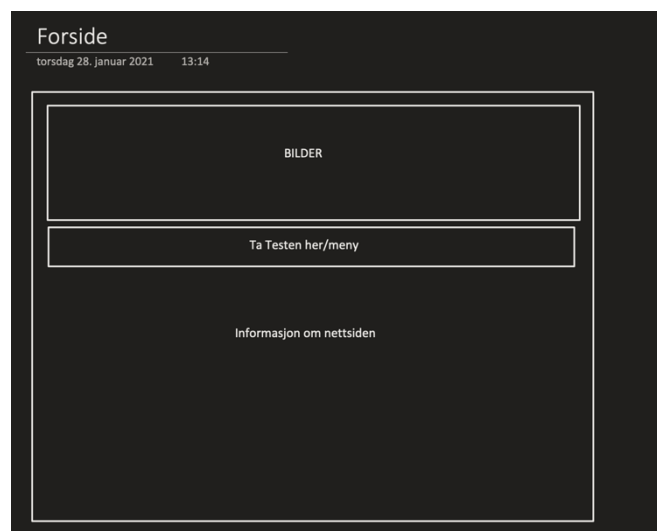 Forside
torsdag 28. januar 2021 13:14
BILDER
Ta Testen her/meny
Informasjon om nettsiden